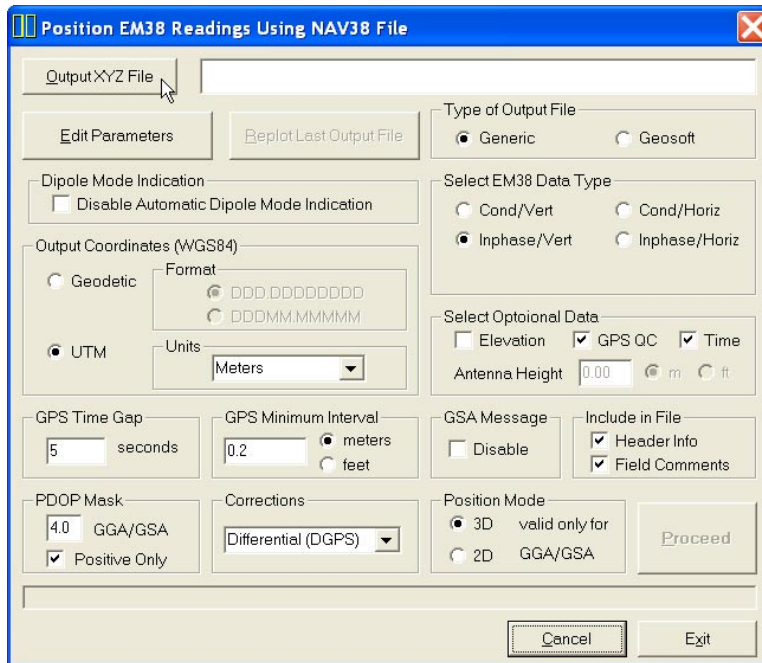 Position EM38 Readings Using NAV38 File
Output XYZ File
Edit Parameters
Replot Last Output File
Type of Output File
Generic
Geosoft
Dipole Mode Indication
Disable Automatic Dipole Mode Indication
Select EM38 Data Type
Cond/Vert
Cond/Horiz
Inphase/Vert
Inphase/Horiz
Output Coordinates (WGS84)
Geodetic
Format
DDD.DDDDDDDD
DDDMM.MMMMM
UTM
Units
Meters
Select Optoional Data
Elevation
GPS QC
Time
Antenna Height
0.00
m
ft
GPS Time Gap
5
seconds
GPS Minimum Interval
0.2
meters
feet
GSA Message
Disable
Include in File
Header Info
Field Comments
PDOP Mask
4.0
GGA/GSA
Positive Only
Corrections
Differential (DGPS)
Position Mode
3D valid only for
2D GGA/GSA
Proceed
Cancel
Exit